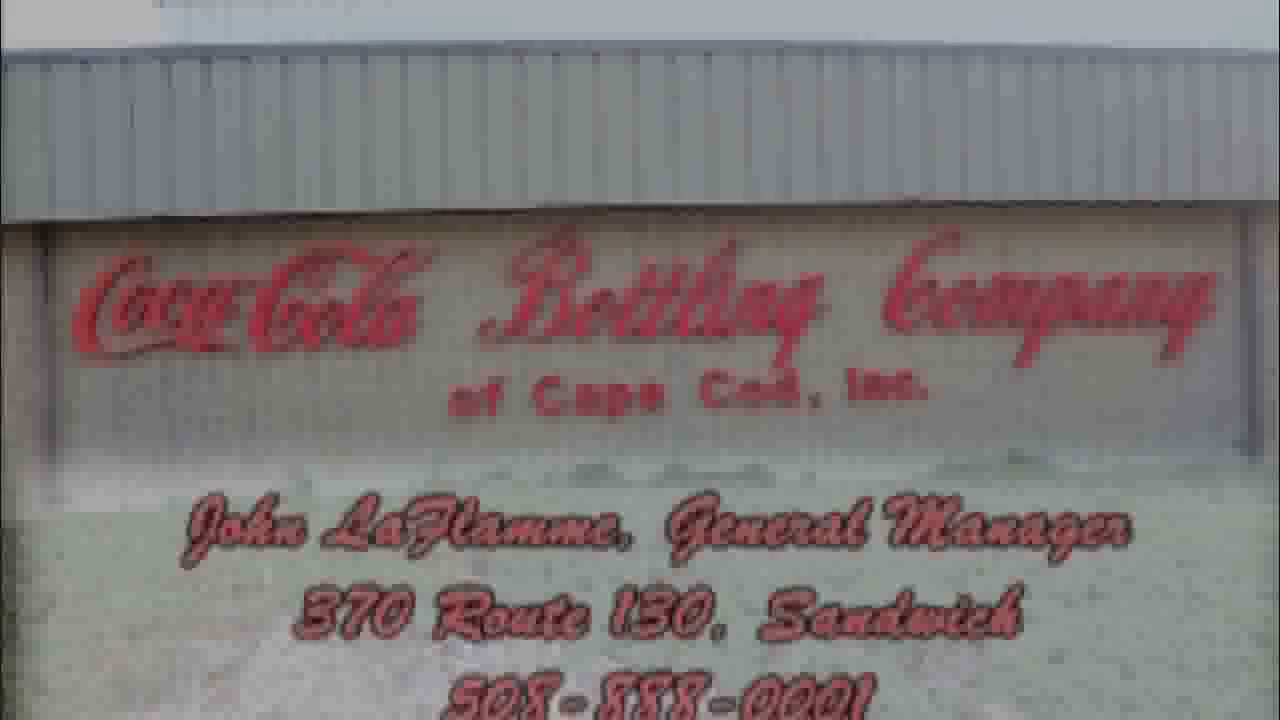 Coca-Cola Bottling Company
of Cape Cod, Inc.
John LaFlamme, General Manager
370 Route 130, Sandwich
508-888-0001